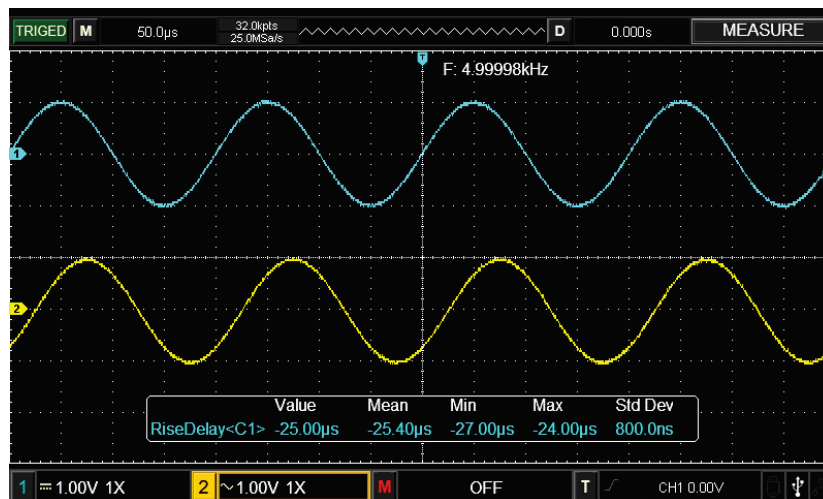 TRIGED M 50.0μs 32.0kpts 25.0MSa/s D 0.000s MEASURE
T
F: 4.99998kHz
1
2
Value Mean Min Max Std Dev
RiseDelay<C1> -25.00μs -25.40μs -27.00μs -24.00μs 800.0ns
1 1.00V 1X 2 1.00V 1X M OFF T CH1 0.00V